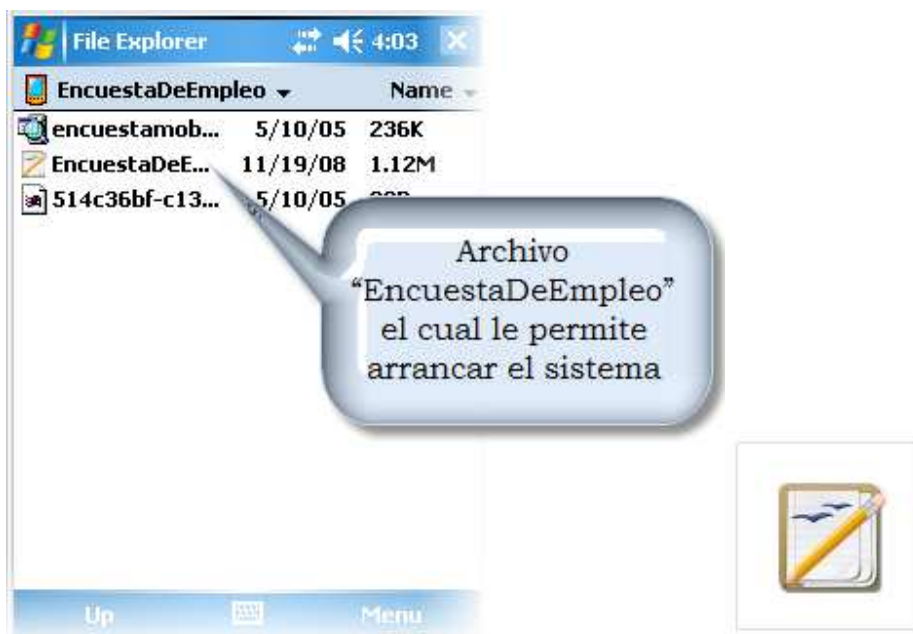 File Explorer 4:03
EncuestaDeEmpleo Name
encuestamob... 5/10/05 236K
EncuestaDeE... 11/19/08 1.12M
514c36bf-c13... 5/10/05
Archivo
“EncuestaDeEmpleo”
el cual le permite
arrancar el sistema
Up Menu